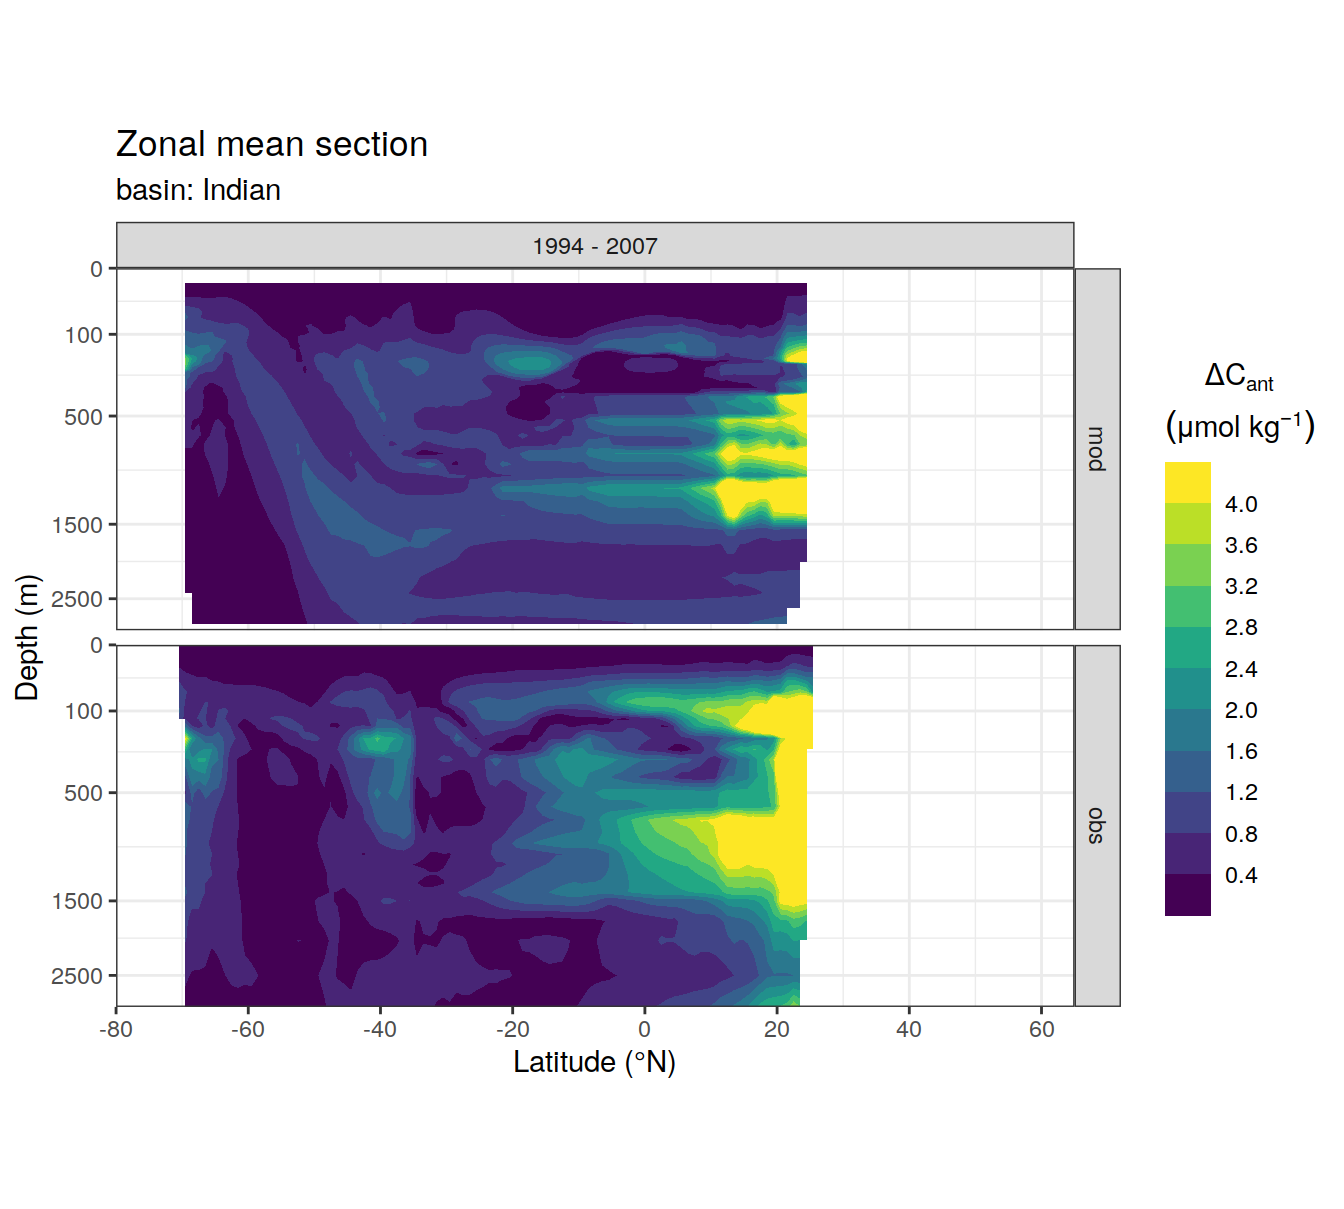 Zonal mean section
basin: Indian
1994 - 2007
0
100
500
1500
2500
mod
0
100
500
1500
2500
obs
Depth (m)
-80 -60 -40 -20 0 20 40 60
Latitude (°N)
ΔCant
(μmol kg⁻¹)
4.0
3.6
3.2
2.8
2.4
2.0
1.6
1.2
0.8
0.4